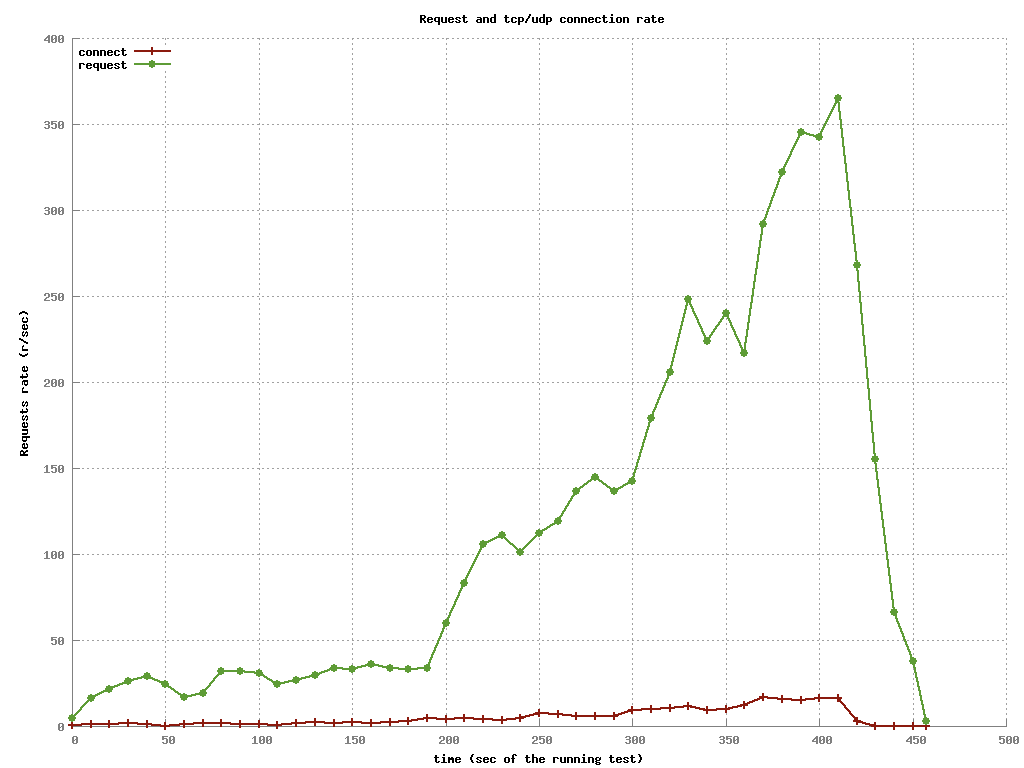 Request and tcp/udp connection rate
400
connect
request
350
300
250
200
150
100
50
0
Requests rate (r/sec)
0 50 100 150 200 250 300 350 400 450 500
time (sec of the running test)